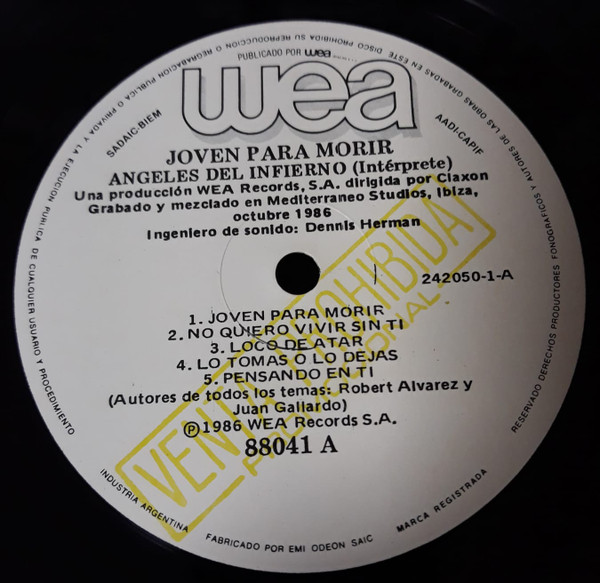 RESERVADO DERECHOS PRODUCTORES FONOGRAFICOS Y AUTORES DE LAS OBRAS GRABADAS EN ESTE DISCO PROHIBIDA SU REPRODUCCION O REGRABACION PUBLICA O PRIVADA Y LA EJECUCION PUBLICA DE CUALQUIER USUARIO Y PROCEDIMIENTO
PUBLICADO POR wea
wea
SADAIC-BIEM
AADI-CAPIF
JOVEN PARA MORIR
ANGELES DEL INFIERNO (Intérprete)
Una producción WEA Records, S.A. dirigida por Claxon
Grabado y mezclado en Mediterraneo Studios, Ibiza,
octubre 1986
Ingeniero de sonido: Dennis Herman
242050-1-A
1. JOVEN PARA MORIR
2. NO QUIERO VIVIR SIN TI
3. LOCO DE ATAR
4. LO TOMAS O LO DEJAS
5. PENSANDO EN TI
(Autores de todos los temas: Robert Alvarez y
Juan Gallardo)
Ⓟ1986 WEA Records S.A.
88041 A
VENTA PROHIBIDA
PROMOCIONAL
INDUSTRIA ARGENTINA
FABRICADO POR EMI ODEON SAIC
MARCA REGISTRADA